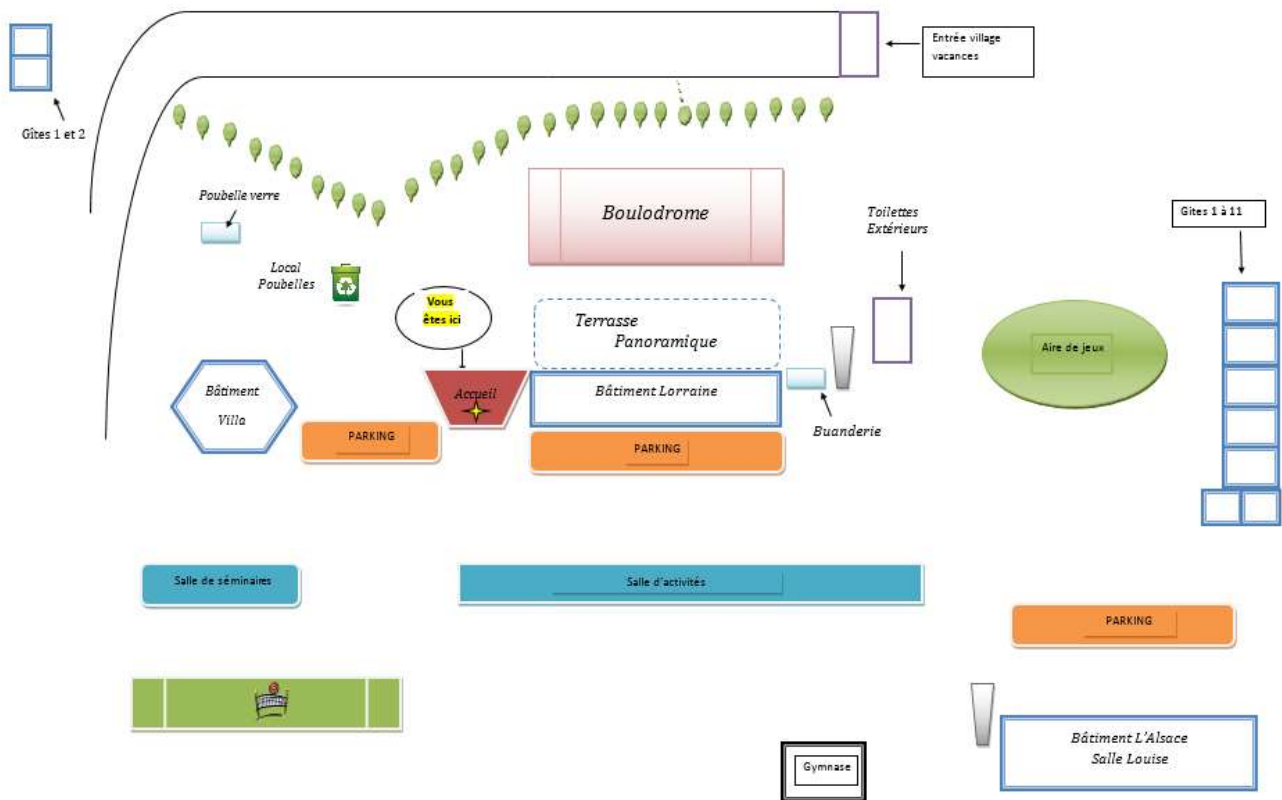 Entrée village
vacances
Gîtes 1 et 2
Poubelle verre
Boulodrome
Toilettes
Extérieurs
Gites 1 à 11
Local
Poubelles
Vous
êtes ici
Terrasse
Panoramique
Aire de jeux
Bâtiment
Villa
Accueil
Bâtiment Lorraine
Buanderie
PARKING
PARKING
Salle de séminaires
Salle d'activités
PARKING
Bâtiment L'Alsace
Salle Louise
Gymnase